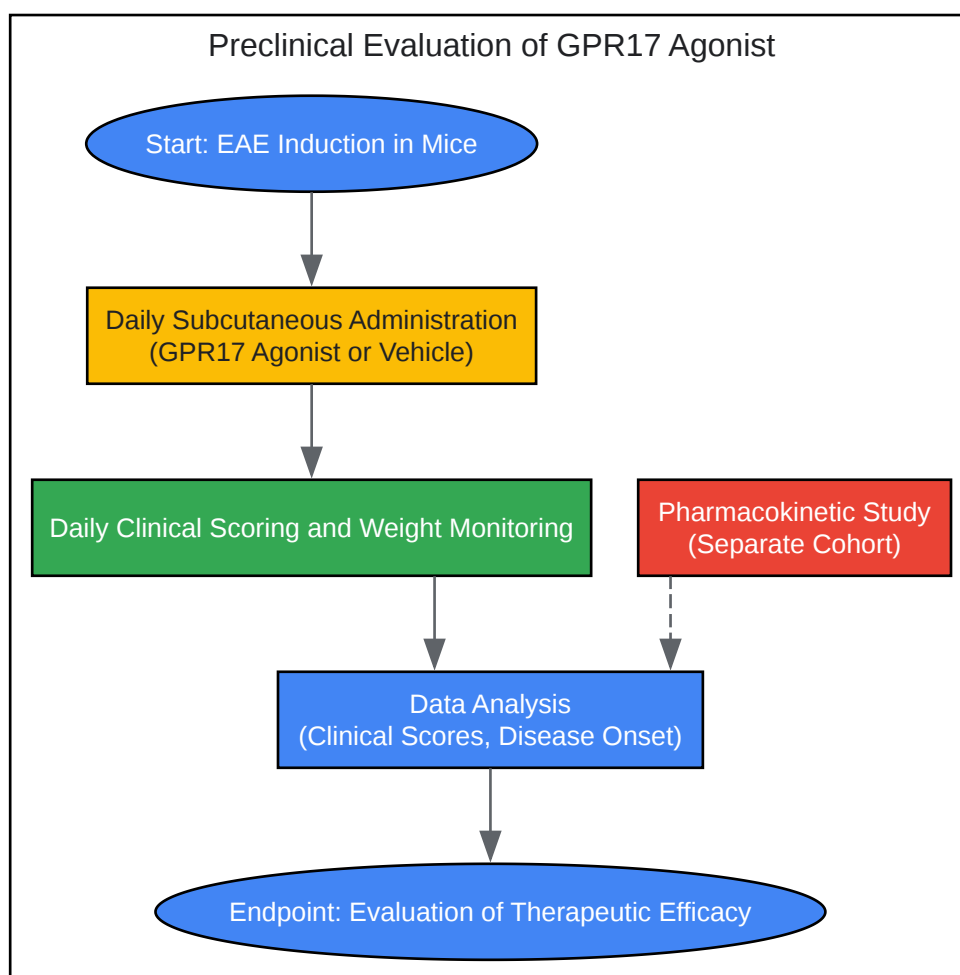 Preclinical Evaluation of GPR17 Agonist
Start: EAE Induction in Mice
Daily Subcutaneous Administration
(GPR17 Agonist or Vehicle)
Daily Clinical Scoring and Weight Monitoring
Pharmacokinetic Study
(Separate Cohort)
Data Analysis
(Clinical Scores, Disease Onset)
Endpoint: Evaluation of Therapeutic Efficacy